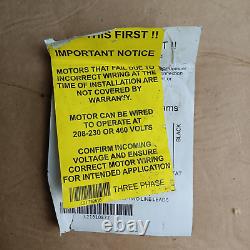 THIS FIRST !!
IMPORTANT NOTICE
MOTORS THAT FAIL DUE TO
INCORRECT WIRING AT THE
TIME OF INSTALLATION ARE
NOT COVERED BY
WARRANTY.
MOTOR CAN BE WIRED
TO OPERATE AT
208-230 OR 460 VOLTS
CONFIRM INCOMING
VOLTAGE AND ENSURE
CORRECT MOTOR WIRING
FOR INTENDED APPLICATION
THREE PHASE
BLACK
LINE LEADS